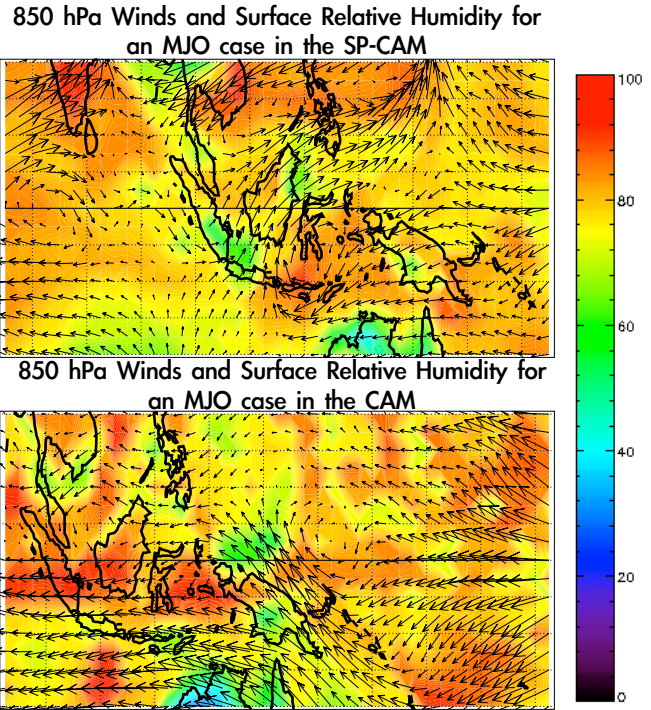 850 hPa Winds and Surface Relative Humidity for
an MJO case in the SP-CAM
100
80
60
40
20
0
850 hPa Winds and Surface Relative Humidity for
an MJO case in the CAM